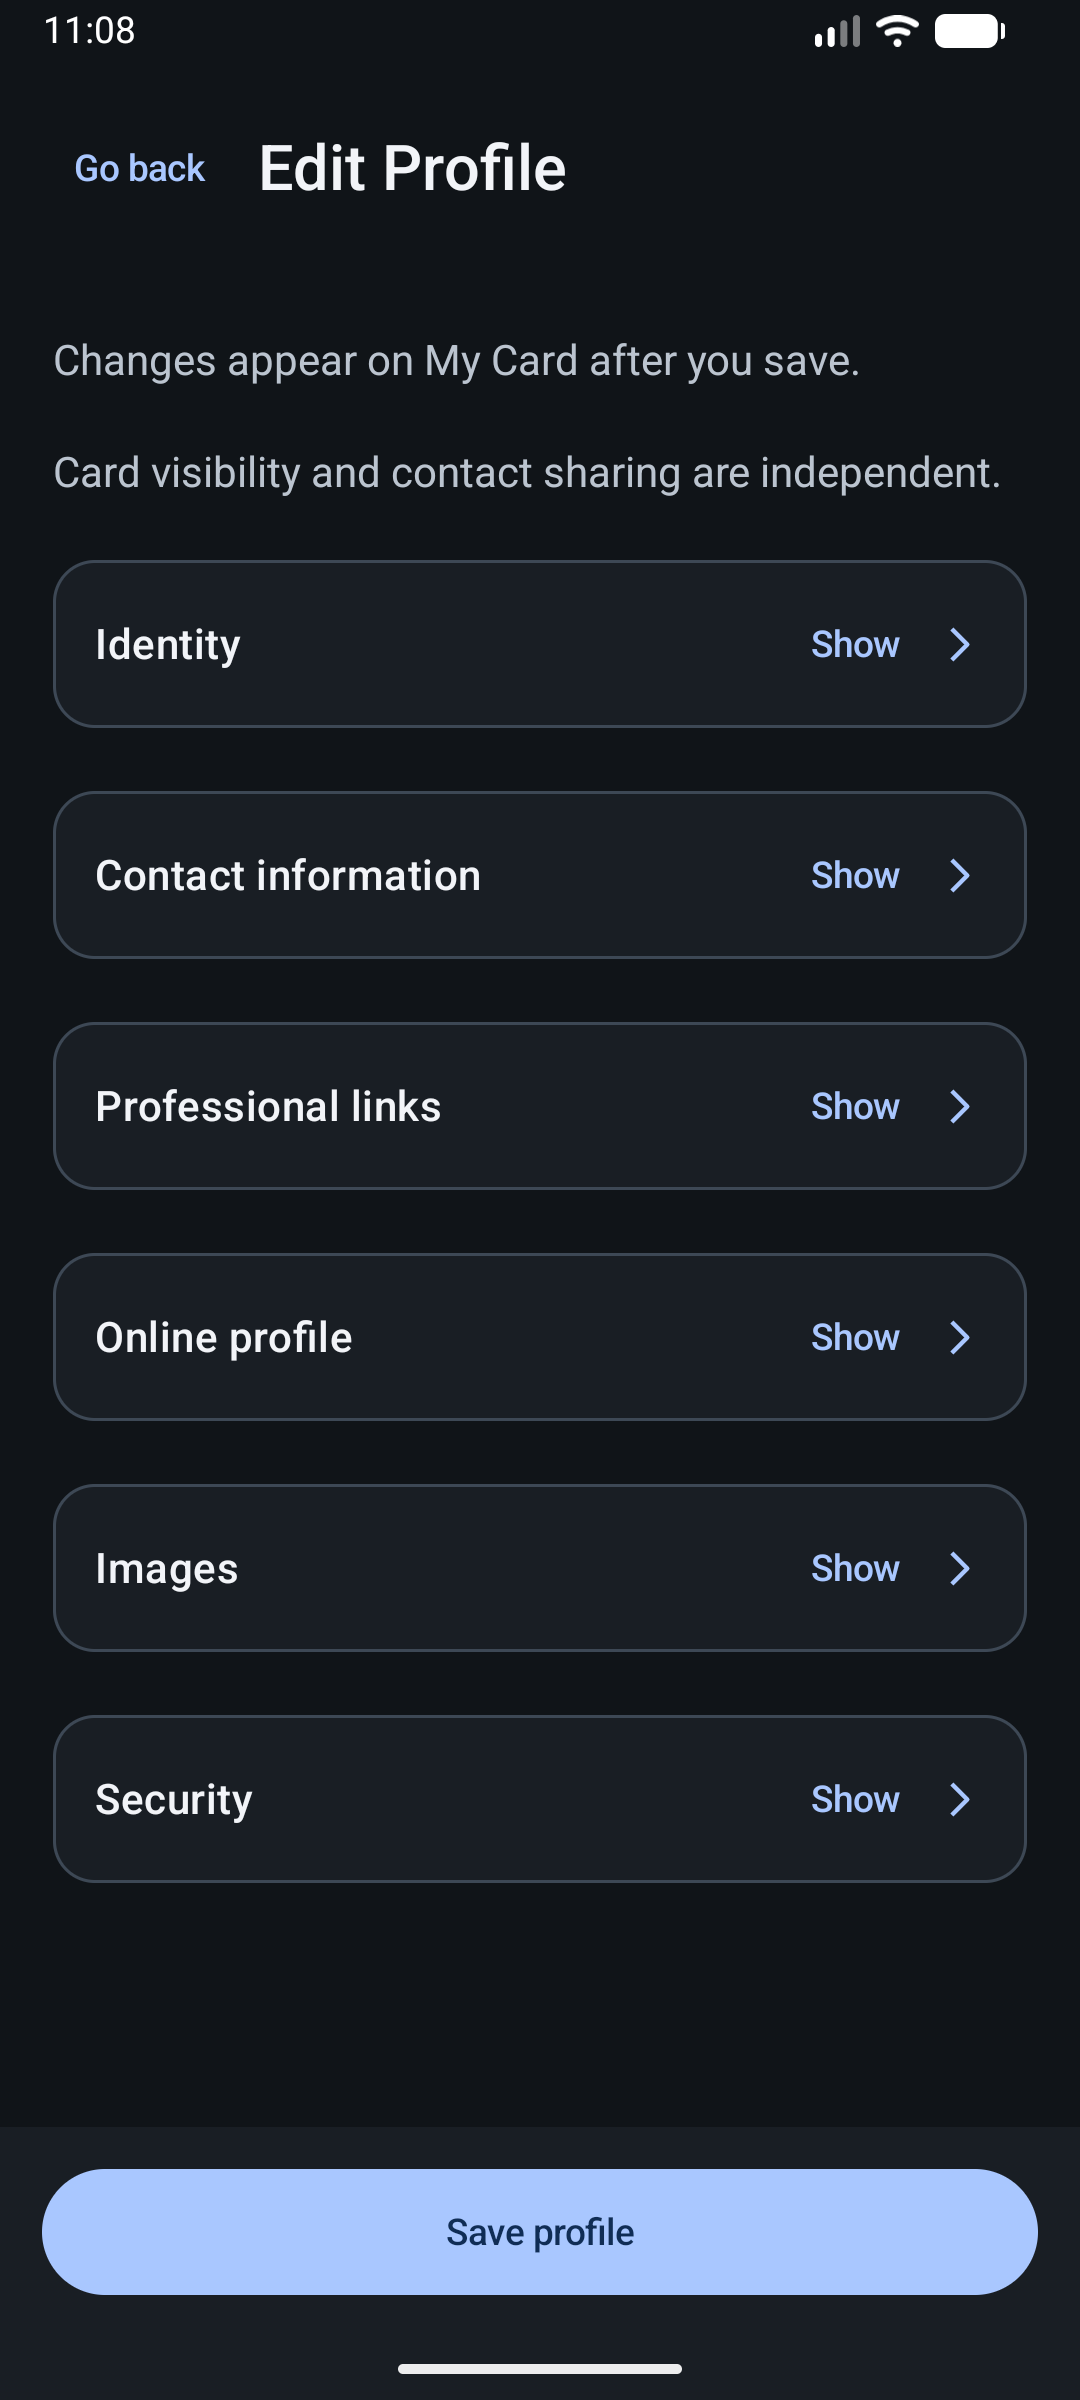 11:08
Go back
Edit Profile
Changes appear on My Card after you save.
Card visibility and contact sharing are independent.
Identity Show
Contact information Show
Professional links Show
Online profile Show
Images Show
Security Show
Save profile